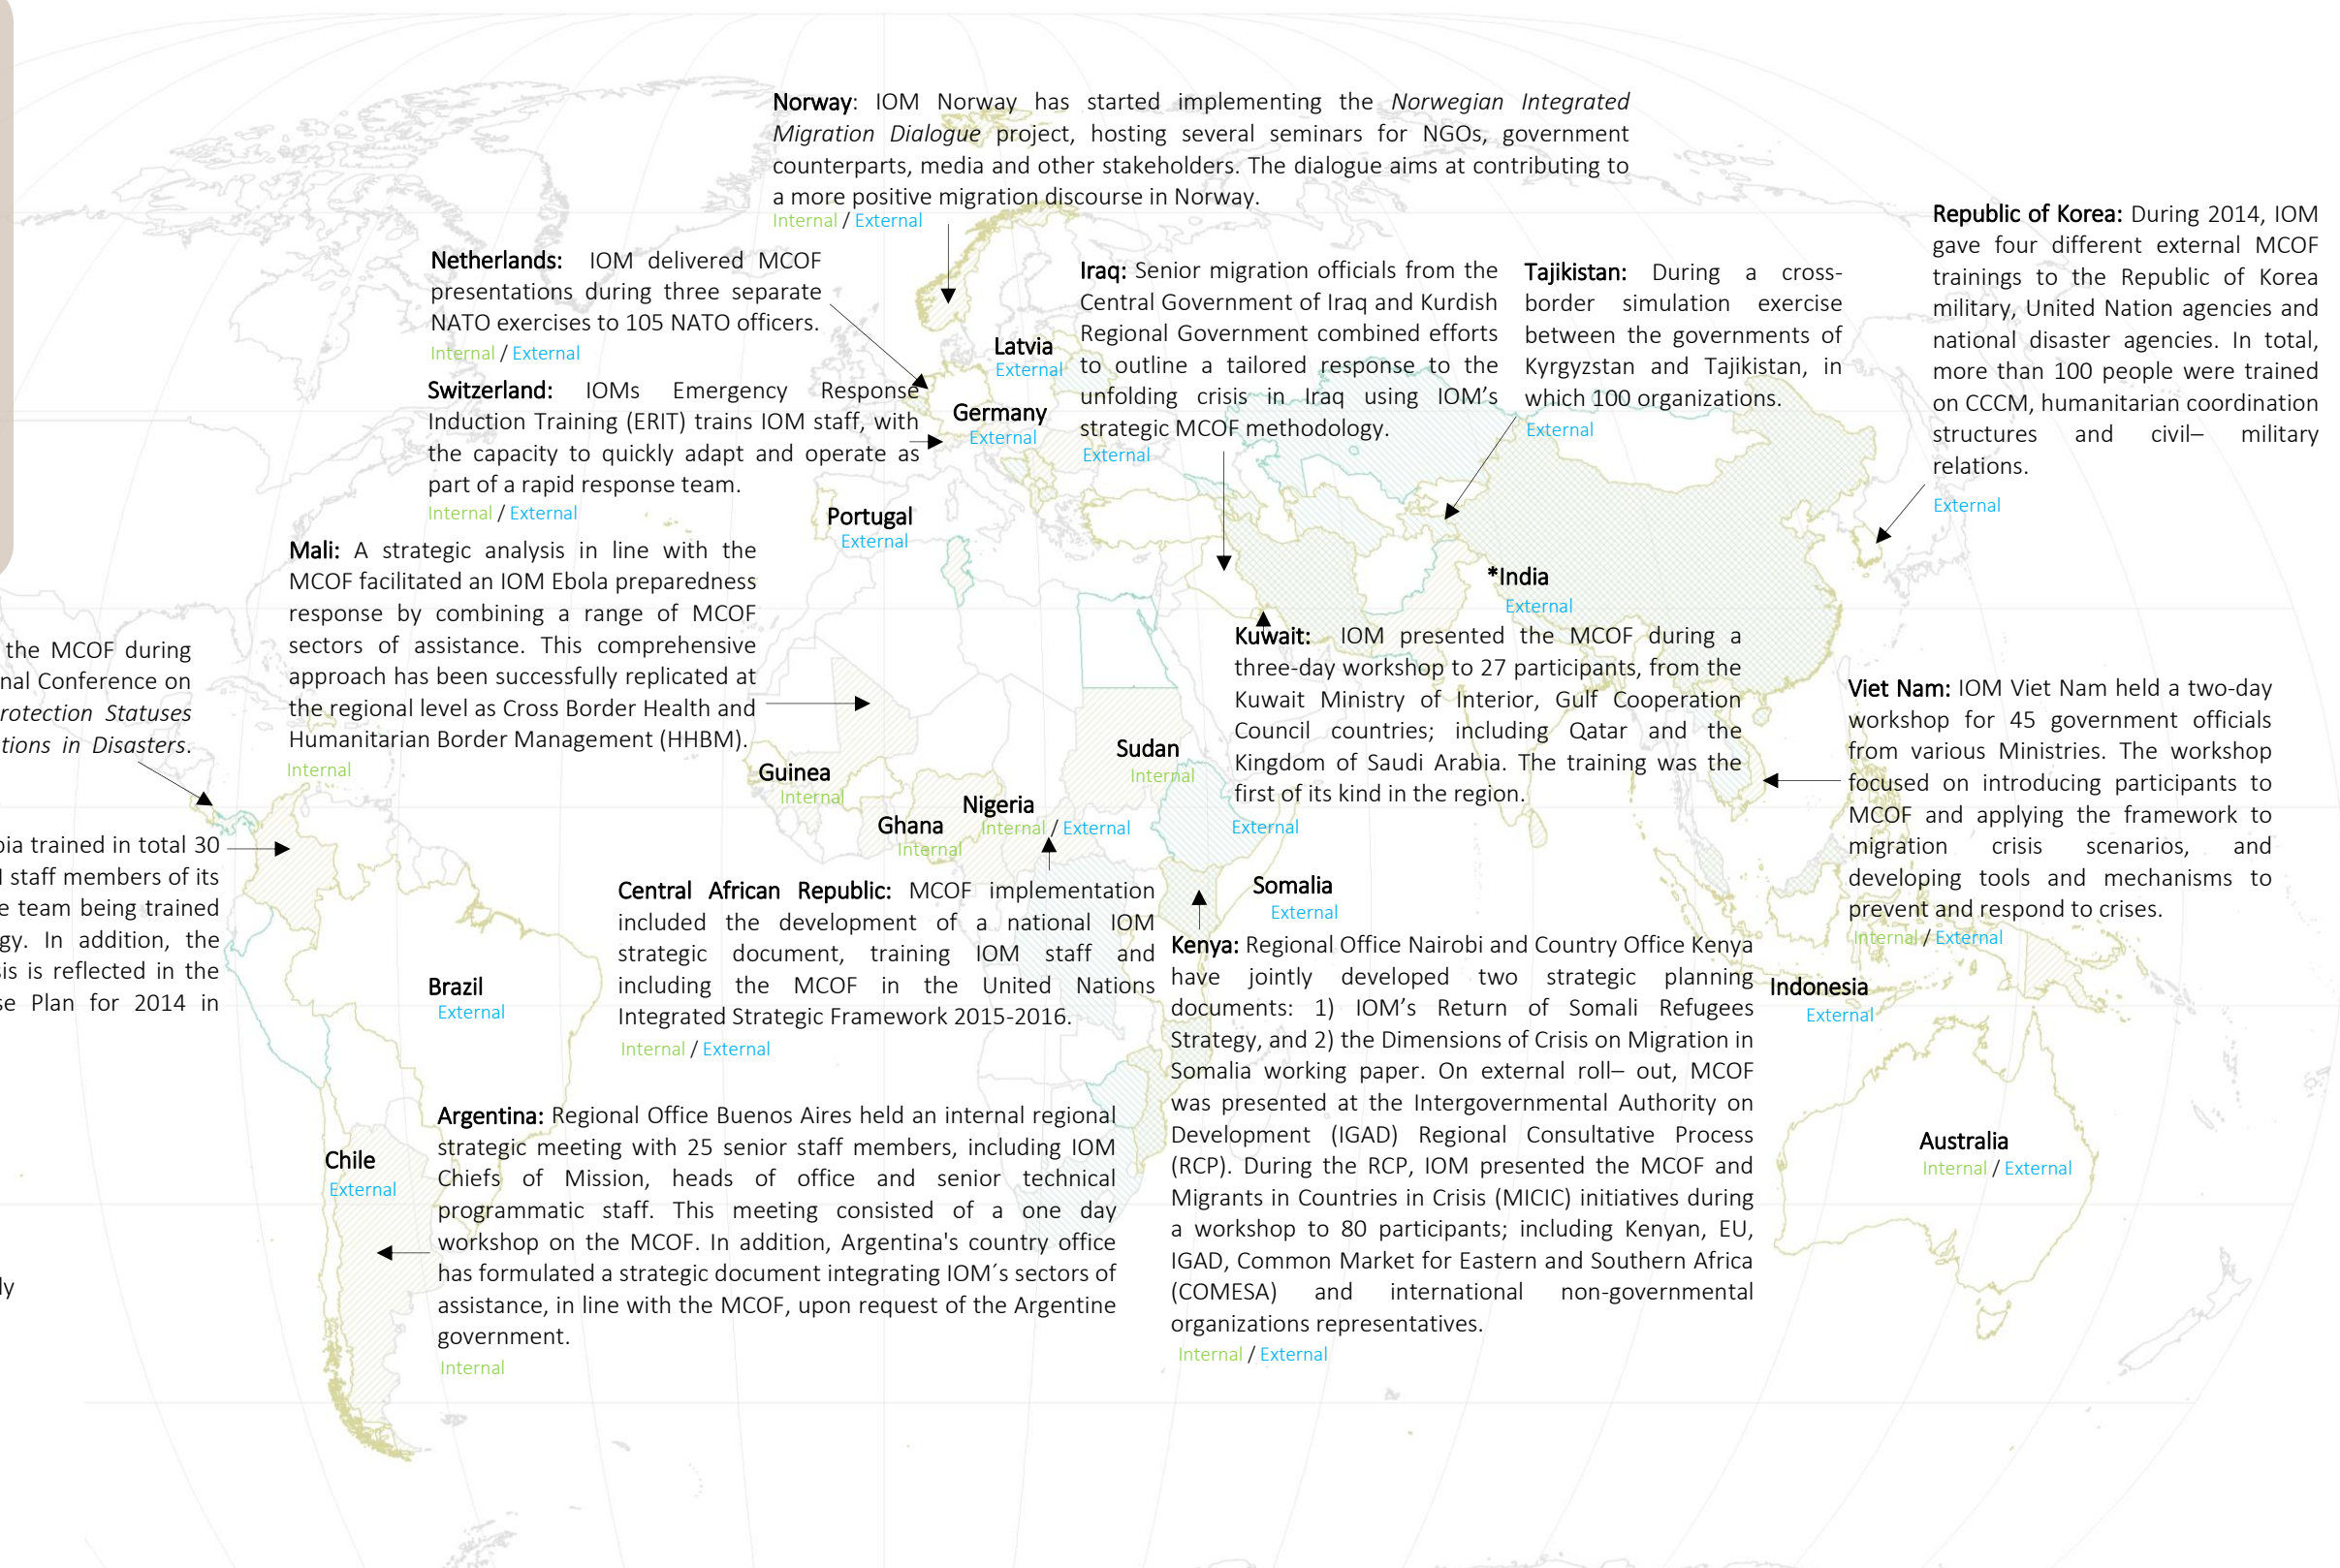 Norway: IOM Norway has started implementing the Norwegian Integrated
Migration Dialogue project, hosting several seminars for NGOs, government
counterparts, media and other stakeholders. The dialogue aims at contributing to
a more positive migration discourse in Norway.
Internal / External
Netherlands: IOM delivered MCOF
presentations during three separate
NATO exercises to 105 NATO officers.
Internal / External
Switzerland: IOMs Emergency Response
Induction Training (ERIT) trains IOM staff, with
the capacity to quickly adapt and operate as
part of a rapid response team.
Internal / External
Latvia
External
Germany
External
Portugal
External
Iraq: Senior migration officials from the
Central Government of Iraq and Kurdish
Regional Government combined efforts
to outline a tailored response to the
unfolding crisis in Iraq using IOM's
strategic MCOF methodology.
External
Tajikistan: During a cross-
border simulation exercise
between the governments of
Kyrgyzstan and Tajikistan, in
which 100 organizations.
External
Republic of Korea: During 2014, IOM
gave four different external MCOF
trainings to the Republic of Korea
military, United Nation agencies and
national disaster agencies. In total,
more than 100 people were trained
on CCCM, humanitarian coordination
structures and civil– military
relations.
External
Mali: A strategic analysis in line with the
MCOF facilitated an IOM Ebola preparedness
response by combining a range of MCOF
sectors of assistance. This comprehensive
approach has been successfully replicated at
the regional level as Cross Border Health and
Humanitarian Border Management (HHBM).
Internal
the MCOF during
nal Conference on
rotection Statuses
tions in Disasters.
*India
External
Kuwait: IOM presented the MCOF during a
three-day workshop to 27 participants, from the
Kuwait Ministry of Interior, Gulf Cooperation
Council countries; including Qatar and the
Kingdom of Saudi Arabia. The training was the
first of its kind in the region.
External
Viet Nam: IOM Viet Nam held a two-day
workshop for 45 government officials
from various Ministries. The workshop
focused on introducing participants to
MCOF and applying the framework to
migration crisis scenarios, and
developing tools and mechanisms to
prevent and respond to crises.
Internal / External
Sudan
Internal
Guinea
Internal
Nigeria
Internal / External
Ghana
Internal
bia trained in total 30
staff members of its
e team being trained
gy. In addition, the
sis is reflected in the
se Plan for 2014 in
Central African Republic: MCOF implementation
included the development of a national IOM
strategic document, training IOM staff and
including the MCOF in the United Nations
Integrated Strategic Framework 2015-2016.
Internal / External
Somalia
External
Kenya: Regional Office Nairobi and Country Office Kenya
have jointly developed two strategic planning
documents: 1) IOM's Return of Somali Refugees
Strategy, and 2) the Dimensions of Crisis on Migration in
Somalia working paper. On external roll– out, MCOF
was presented at the Intergovernmental Authority on
Development (IGAD) Regional Consultative Process
(RCP). During the RCP, IOM presented the MCOF and
Migrants in Countries in Crisis (MICIC) initiatives during
a workshop to 80 participants; including Kenyan, EU,
IGAD, Common Market for Eastern and Southern Africa
(COMESA) and international non-governmental
organizations representatives.
Internal / External
Brazil
External
Indonesia
External
Argentina: Regional Office Buenos Aires held an internal regional
strategic meeting with 25 senior staff members, including IOM
Chiefs of Mission, heads of office and senior technical
programmatic staff. This meeting consisted of a one day
workshop on the MCOF. In addition, Argentina's country office
has formulated a strategic document integrating IOM´s sectors of
assistance, in line with the MCOF, upon request of the Argentine
government.
Internal
Chile
External
Australia
Internal / External
ly